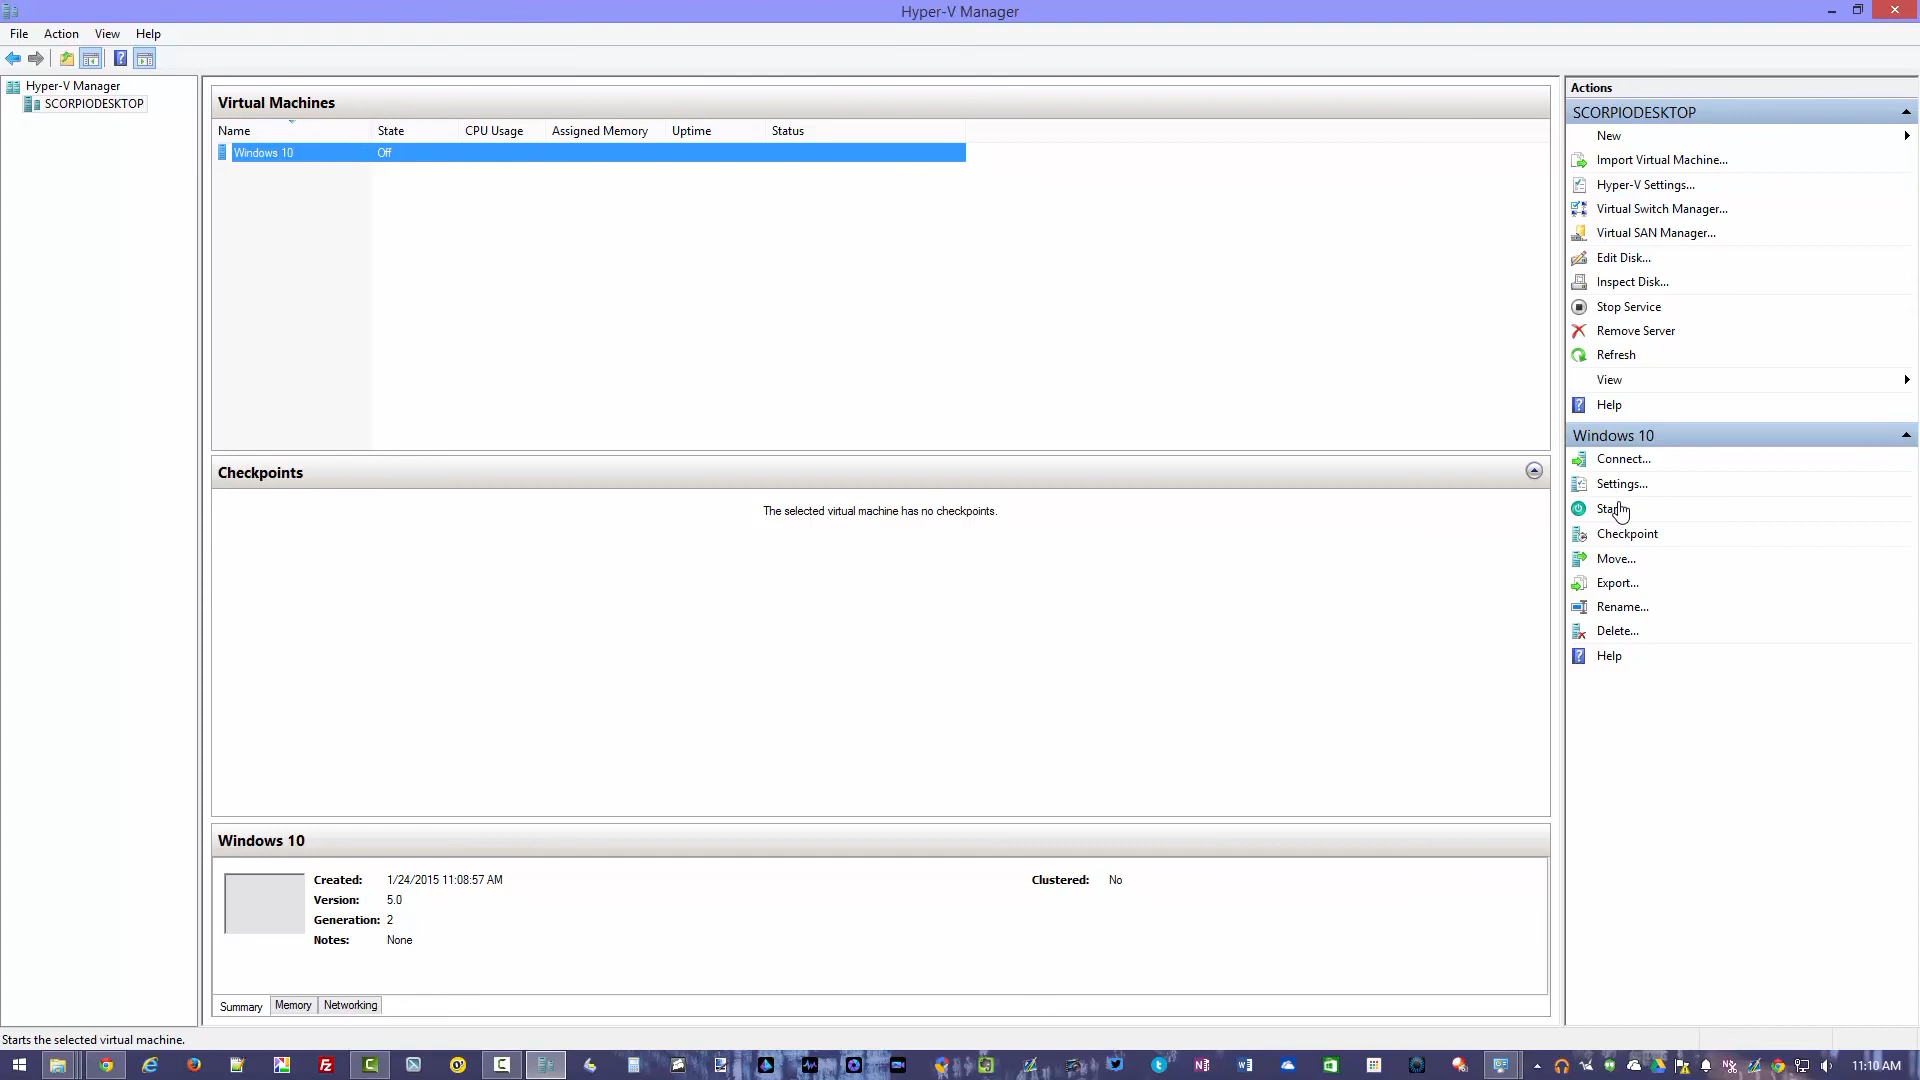 Hyper-V Manager
File Action View Help
Hyper-V Manager
SCORPIODESKTOP
Virtual Machines
Name State CPU Usage Assigned Memory Uptime Status
Windows 10 Off
Checkpoints
The selected virtual machine has no checkpoints.
Windows 10
Created: 1/24/2015 11:08:57 AM Clustered: No
Version: 5.0
Generation: 2
Notes: None
Summary Memory Networking
Actions
SCORPIODESKTOP
New
Import Virtual Machine...
Hyper-V Settings...
Virtual Switch Manager...
Virtual SAN Manager...
Edit Disk...
Inspect Disk...
Stop Service
Remove Server
Refresh
View
Help
Windows 10
Connect...
Settings...
Checkpoint
Move...
Export...
Rename...
Delete...
Help
Starts the selected virtual machine.
11:10 AM